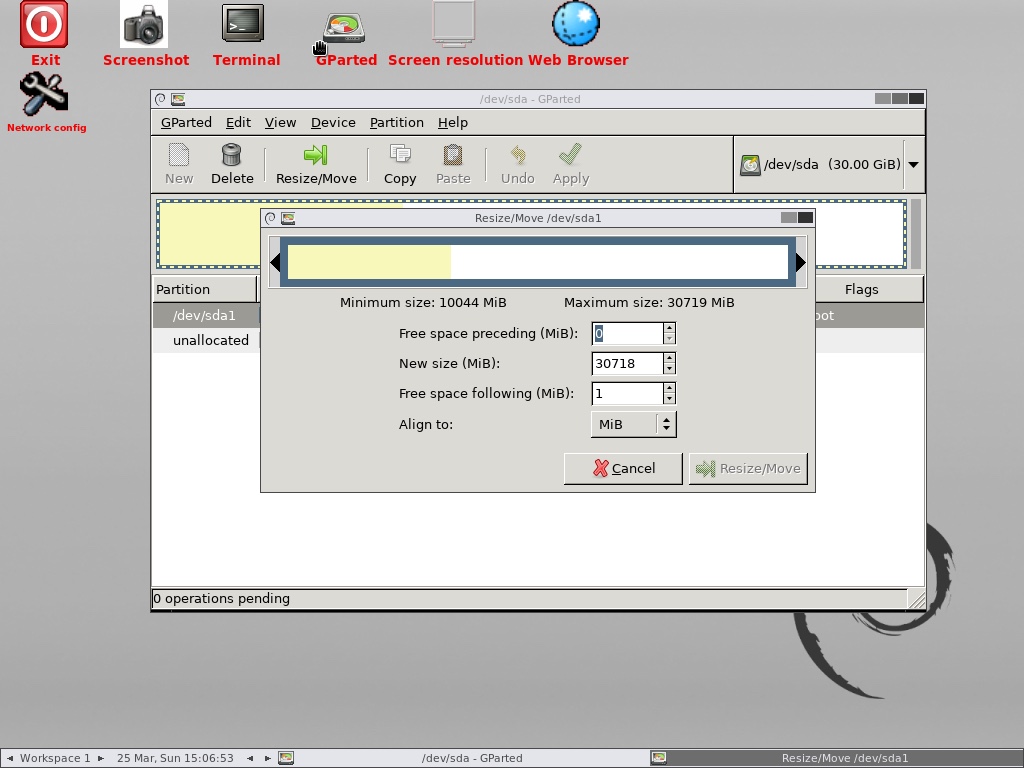 Exit
Screenshot
Terminal
GParted
Screen resolution
Web Browser
Network config
/dev/sda - GParted
GParted Edit View Device Partition Help
New
Delete
Resize/Move
Copy
Paste
Undo
Apply
/dev/sda (30.00 GiB)
Resize/Move /dev/sda1
Minimum size: 10044 MiB
Maximum size: 30719 MiB
Free space preceding (MiB): 0
New size (MiB): 30718
Free space following (MiB): 1
Align to: MiB
Cancel
Resize/Move
Partition
Flags
/dev/sda1
unallocated
0 operations pending
Workspace 1
25 Mar, Sun 15:06:53
/dev/sda - GParted
Resize/Move /dev/sda1